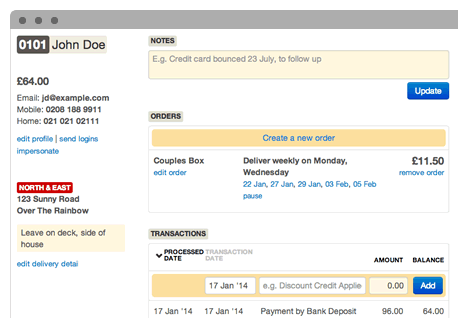 0101 John Doe
£64.00
Email: jd@example.com
Mobile: 0208 188 9911
Home: 021 021 02111
edit profile | send logins
impersonate
NORTH & EAST
123 Sunny Road
Over The Rainbow
Leave on deck, side of
house
edit delivery detai
NOTES
E.g. Credit card bounced 23 July, to follow up
Update
ORDERS
Create a new order
Couples Box
edit order
Deliver weekly on Monday,
Wednesday
22 Jan, 27 Jan, 29 Jan, 03 Feb, 05 Feb
pause
£11.50
remove order
TRANSACTIONS
PROCESSED DATE
TRANSACTION DATE
AMOUNT BALANCE
17 Jan '14 e.g. Discount Credit Applie 0.00 Add
17 Jan '14 17 Jan '14 Payment by Bank Deposit 96.00 64.00